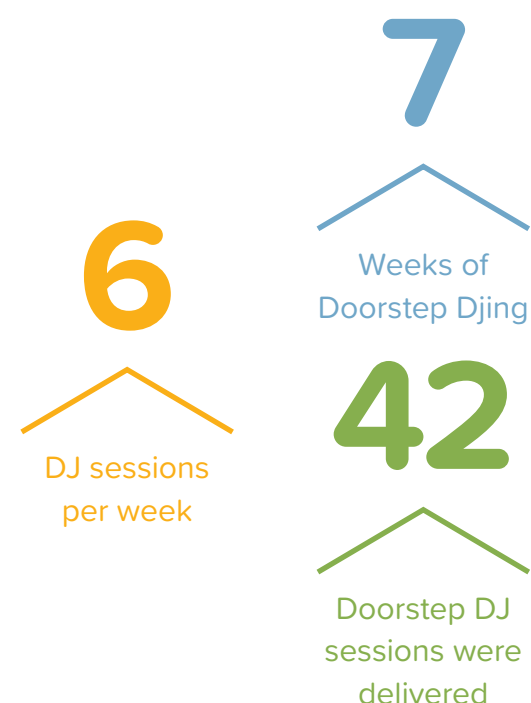 7
Weeks of
Doorstep Djing
6
DJ sessions
per week
42
Doorstep DJ
sessions were
delivered